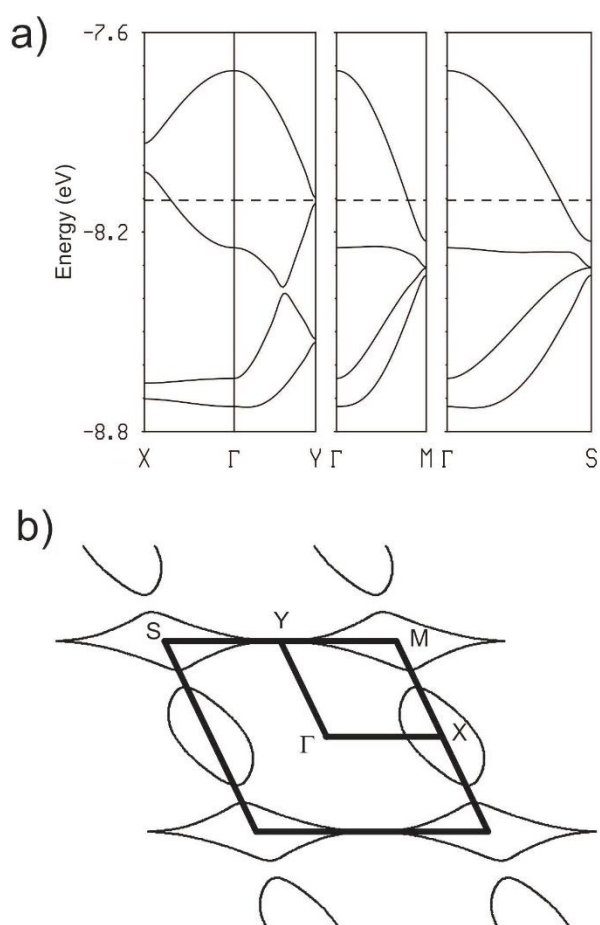 a)
-7.6
Energy (eV)
-8.2
-8.8
X Γ Y Γ M Γ S
b)
S Y M
Γ X